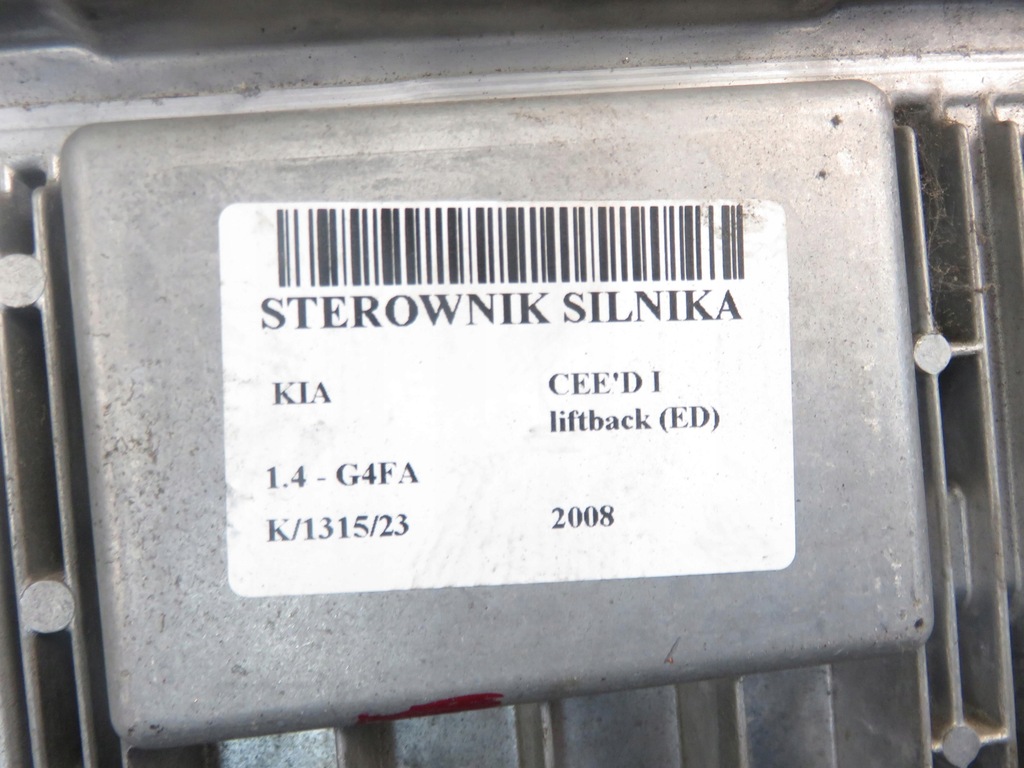 STEROWNIK SILNIKA
KIA
CEE'D I
liftback (ED)
1.4 - G4FA
K/1315/23
2008